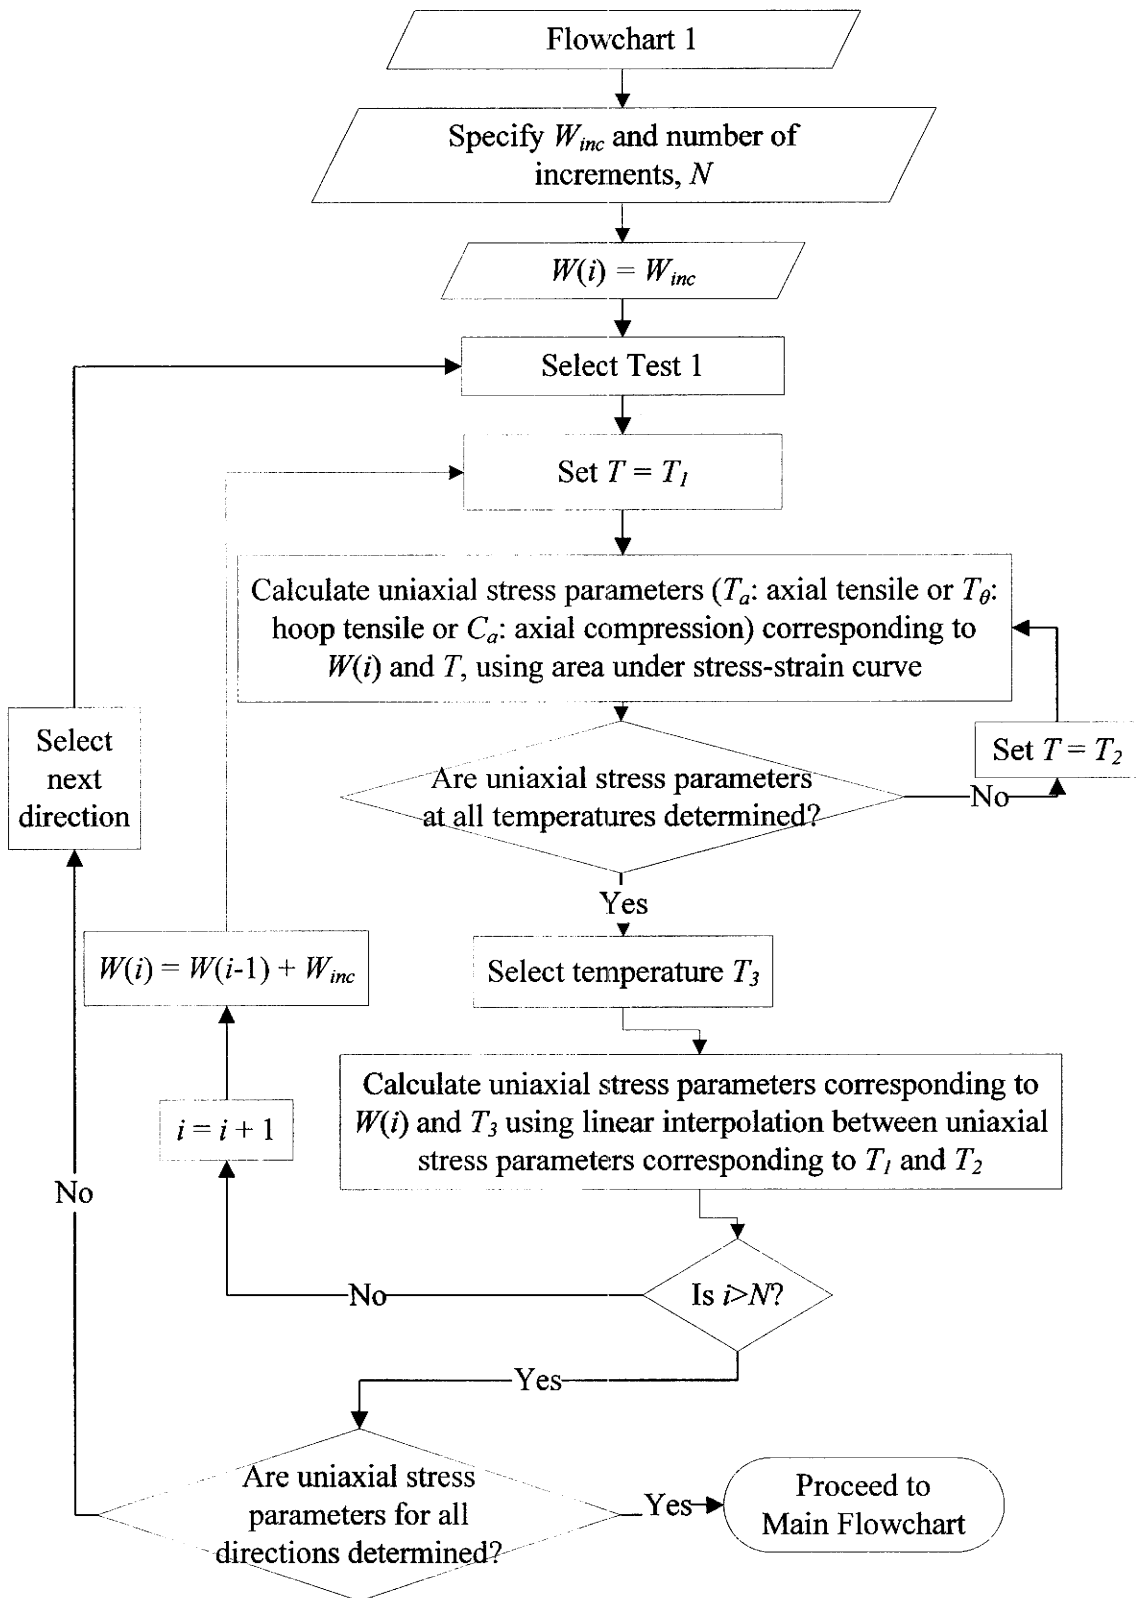 Flowchart 1
Specify W_inc and number of
increments, N
W(i) = W_inc
Select Test 1
Set T = T_1
Calculate uniaxial stress parameters (T_a: axial tensile or T_θ:
hoop tensile or C_a: axial compression) corresponding to
W(i) and T, using area under stress-strain curve
Select
next
direction
Set T = T_2
Are uniaxial stress parameters
at all temperatures determined?
No
Yes
W(i) = W(i-1) + W_inc
Select temperature T_3
Calculate uniaxial stress parameters corresponding to
W(i) and T_3 using linear interpolation between uniaxial
stress parameters corresponding to T_1 and T_2
i = i + 1
No
Is i>N?
No
Yes
Are uniaxial stress
parameters for all
directions determined?
Yes
Proceed to
Main Flowchart